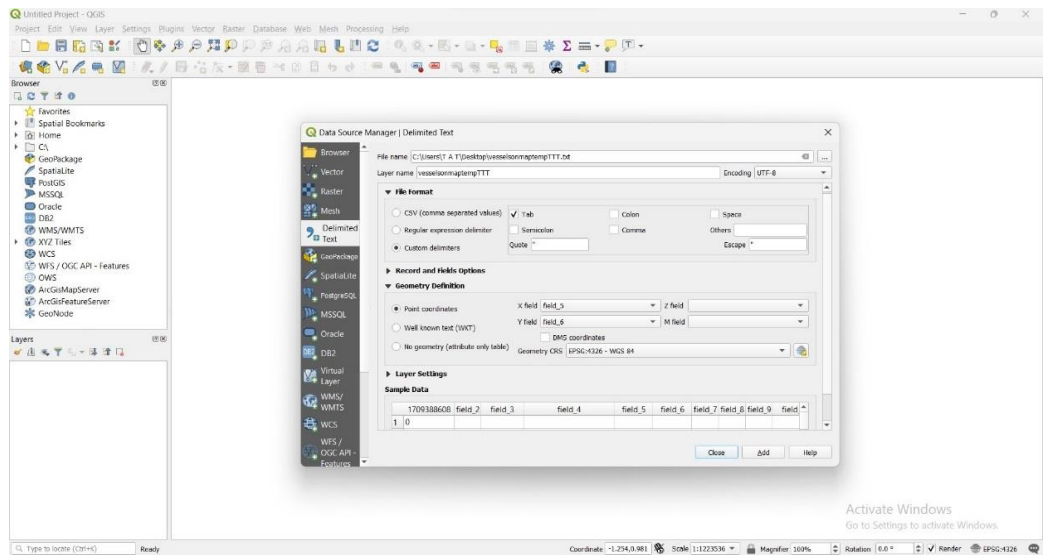 Untitled Project - QGIS
Project Edit View Layer Settings Plugins Vector Raster Database Web Mesh Processing Help
Browser
Favorites
Spatial Bookmarks
Home
C:\
GeoPackage
SpatiaLite
PostGIS
MSSQL
Oracle
DB2
WMS/WMTS
XYZ Tiles
WCS
WFS / OGC API - Features
OWS
ArcGisMapServer
ArcGisFeatureServer
GeoNode
Layers
Data Source Manager | Delimited Text
Browser
Vector
Raster
Mesh
Delimited
Text
GeoPackage
SpatiaLite
PostgreSQL
MSSQL
Oracle
DB2
Virtual
Layer
WMS/
WMTS
WCS
WFS /
OGC API -
Features
File name C:\Users\T A T\Desktop\vesselsonmaptempTTT.txt
...
Layer name vesselsonmaptempTTT Encoding UTF-8
File Format
CSV (comma separated values) Tab Colon Space
Regular expression delimiter Semicolon Comma Others
Custom delimiters Quote " Escape "
Record and Fields Options
Geometry Definition
Point coordinates X field field_5 Z field
Well known text (WKT) Y field field_6 M field
DMS coordinates
No geometry (attribute only table) Geometry CRS EPSG:4326 - WGS 84
Layer Settings
Sample Data
1709388608 field_2 field_3 field_4 field_5 field_6 field_7 field_8 field_9 field
1 0
Close Add Help
Activate Windows
Go to Settings to activate Windows.
Type to locate (Ctrl+K) Ready Coordinate -1.254,0.981 Scale 1:1223536 Magnifier 100% Rotation 0.0 ° Render EPSG:4326